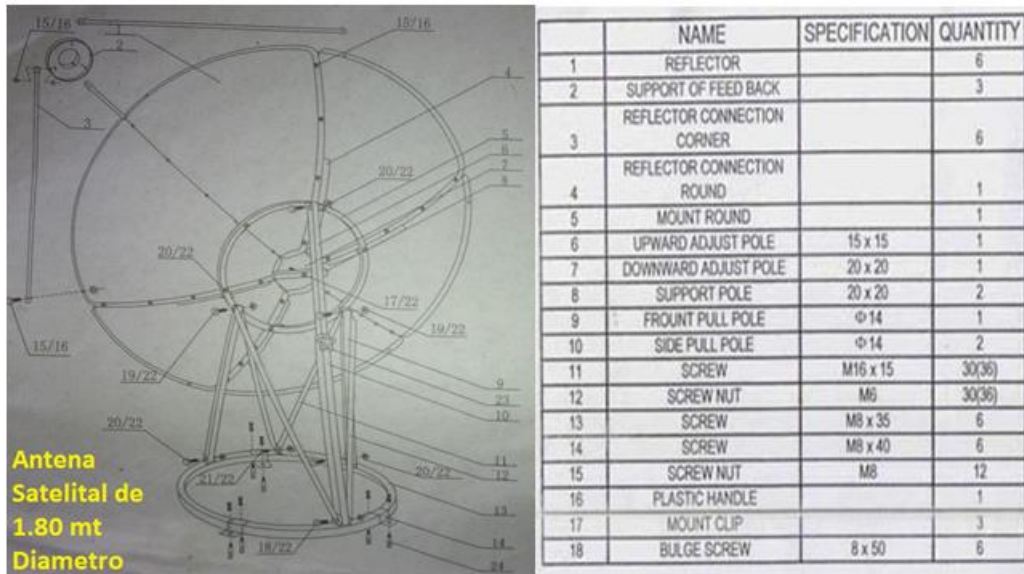 15/16
1
2
3
15/16
4
5
6
7
8
20/22
20/22
17/22
19/22
15/16
19/22
9
23
10
20/22
11
12
20/22
21/22
13
18/22
14
24
Antena
Satelital de
1.80 mt
Diametro
NAME SPECIFICATION QUANTITY
1 REFLECTOR 6
2 SUPPORT OF FEED BACK 3
REFLECTOR CONNECTION
3 CORNER 6
REFLECTOR CONNECTION
4 ROUND 1
5 MOUNT ROUND 1
6 UPWARD ADJUST POLE 15 x 15 1
7 DOWNWARD ADJUST POLE 20 x 20 1
8 SUPPORT POLE 20 x 20 2
9 FROUNT PULL POLE Φ14 1
10 SIDE PULL POLE Φ14 2
11 SCREW M16 x 15 30(36)
12 SCREW NUT M6 30(36)
13 SCREW M8 x 35 6
14 SCREW M8 x 40 6
15 SCREW NUT M8 12
16 PLASTIC HANDLE 1
17 MOUNT CLIP 3
18 BULGE SCREW 8 x 50 6